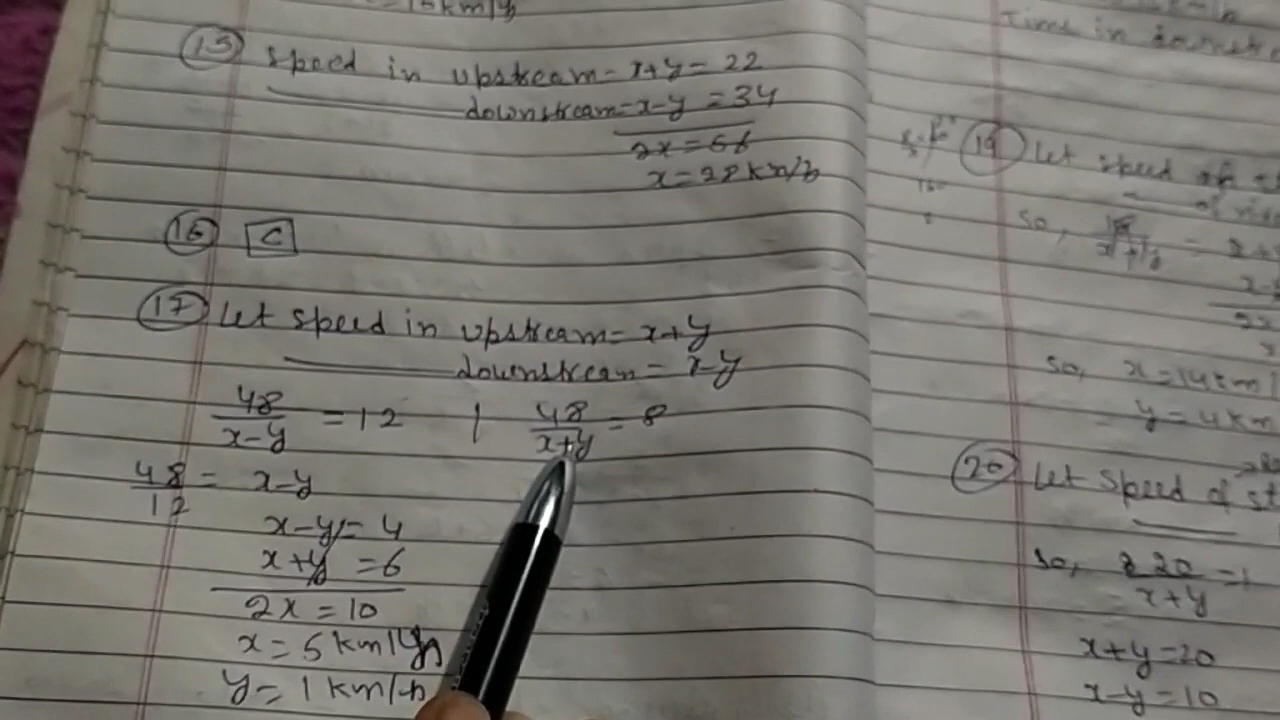 15 Speed in upstream = x+y = 22
downstream = x-y = 34
2x = 56
x = 28 km/h
16 C
17 Let speed in upstream = x+y
downstream = x-y
48/x-y = 12 | 48/x+y = 8
48/12 = x-y
x-y = 4
x+y = 6
2x = 10
x = 5 km/h
y = 1 km/h
Time in
19 Let speed
so,
so, x = 14 km/
y = 4 km
20 Let speed of st
so,
x+y = 20
x-y = 10